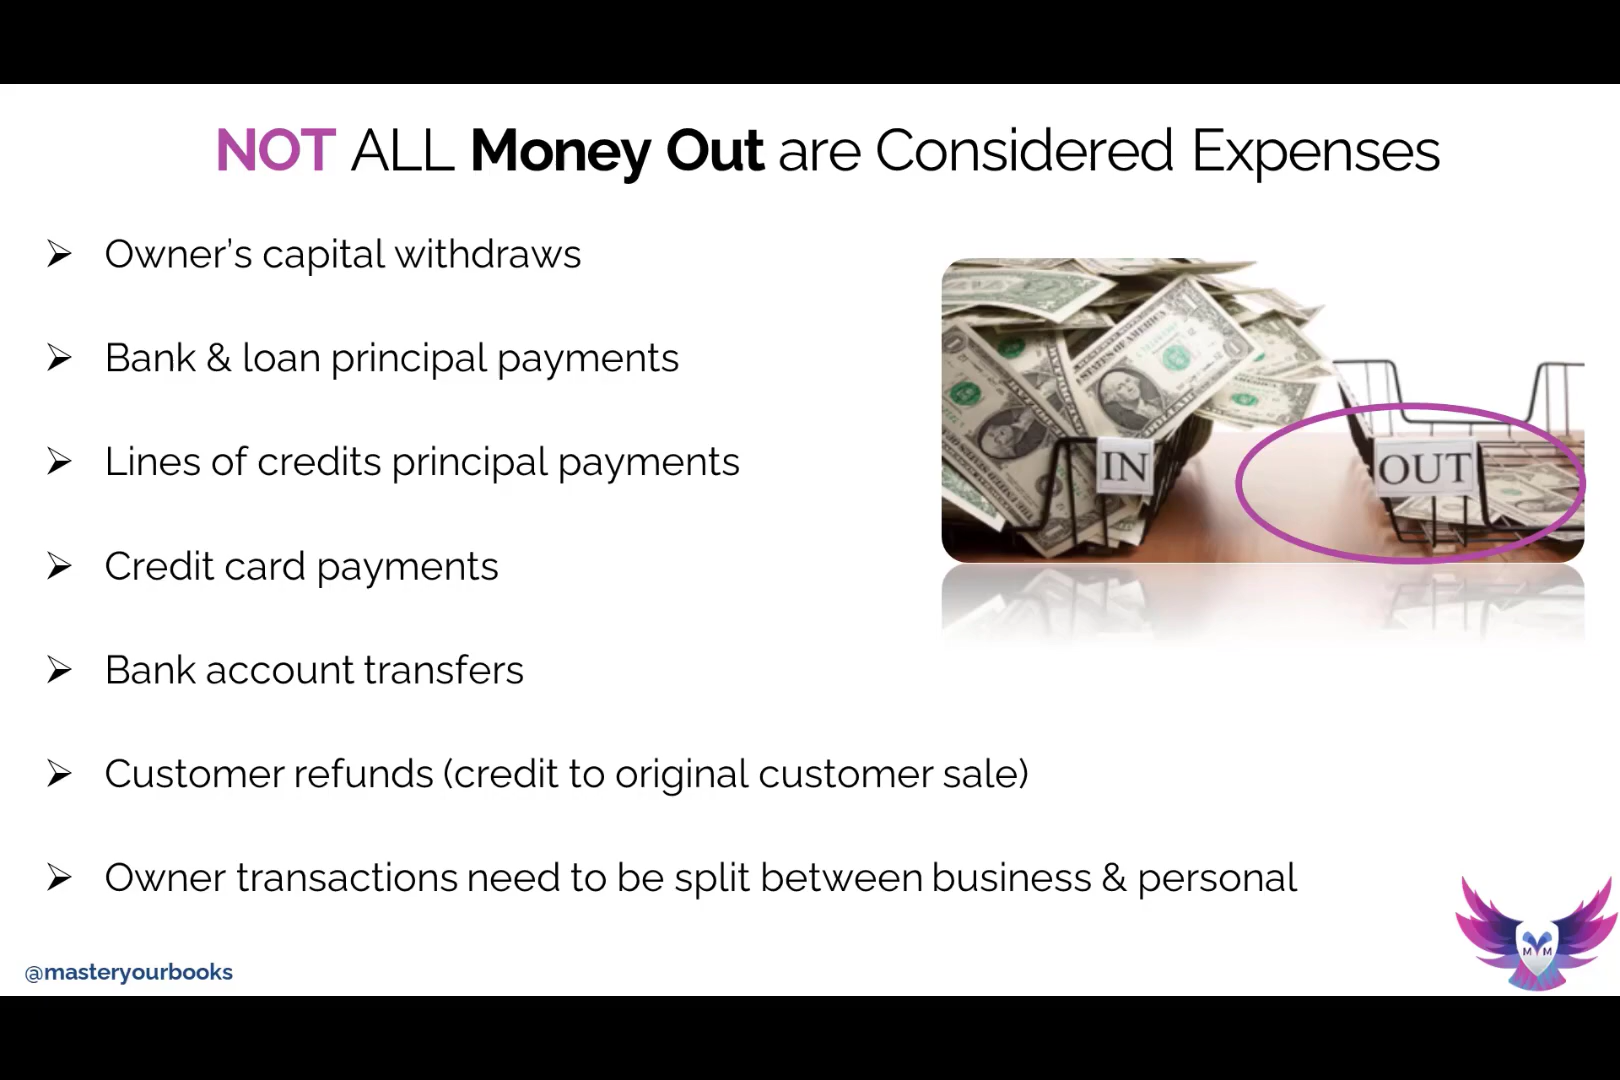 NOT ALL Money Out are Considered Expenses
Owner's capital withdraws
Bank & loan principal payments
Lines of credits principal payments
Credit card payments
Bank account transfers
Customer refunds (credit to original customer sale)
Owner transactions need to be split between business & personal
IN
OUT
@masteryourbooks
MYM